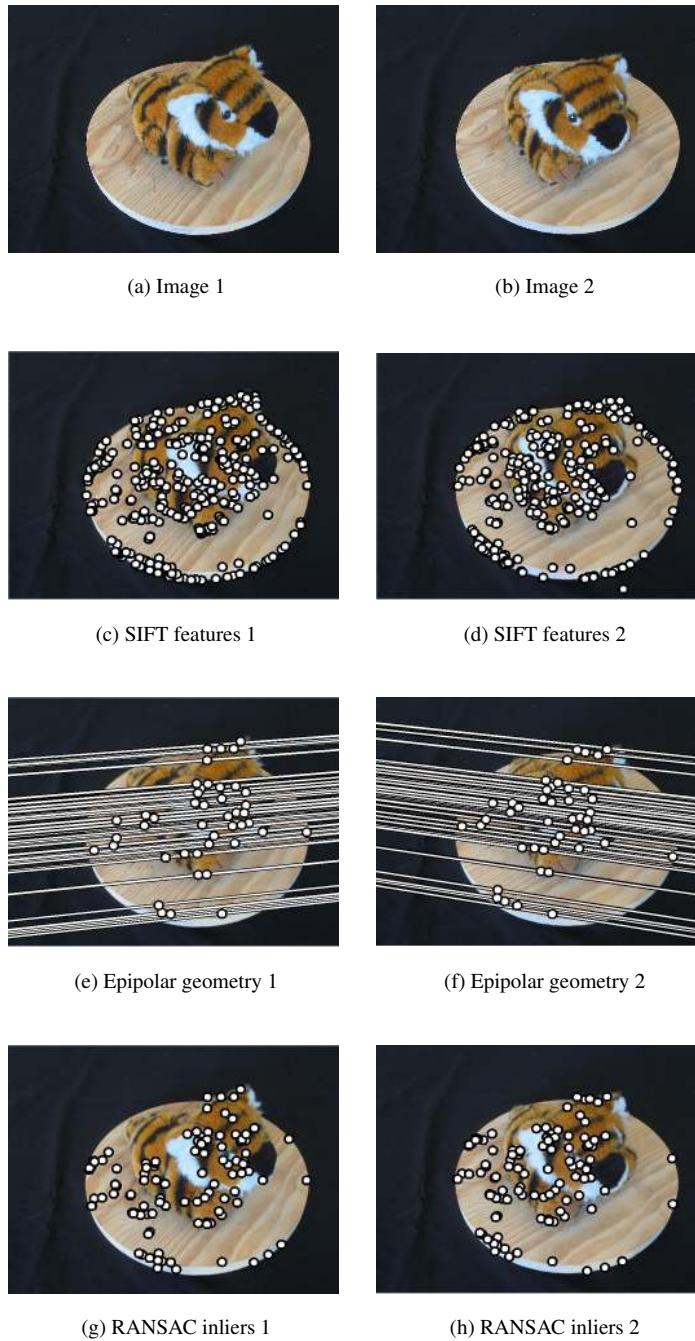 (a) Image 1
(b) Image 2
(c) SIFT features 1
(d) SIFT features 2
(e) Epipolar geometry 1
(f) Epipolar geometry 2
(g) RANSAC inliers 1
(h) RANSAC inliers 2